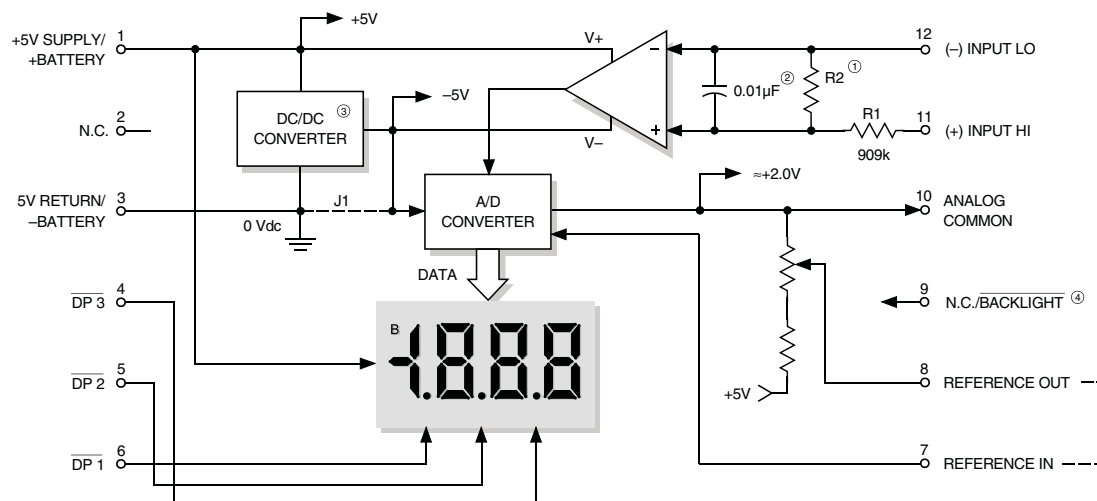 +5V SUPPLY/
+BATTERY
1
N.C.
2
5V RETURN/
–BATTERY
3
DP 3
4
DP 2
5
DP 1
6
+5V
–5V
DC/DC ③
CONVERTER
0 Vdc
J1
V+
V–
–
+
A/D
CONVERTER
DATA
B
-1.8.8.8
0.01µF ②
R2 ①
R1
909k
≈+2.0V
+5V
12
(–) INPUT LO
11
(+) INPUT HI
10
ANALOG
COMMON
9
N.C./BACKLIGHT ④
8
REFERENCE OUT
7
REFERENCE IN